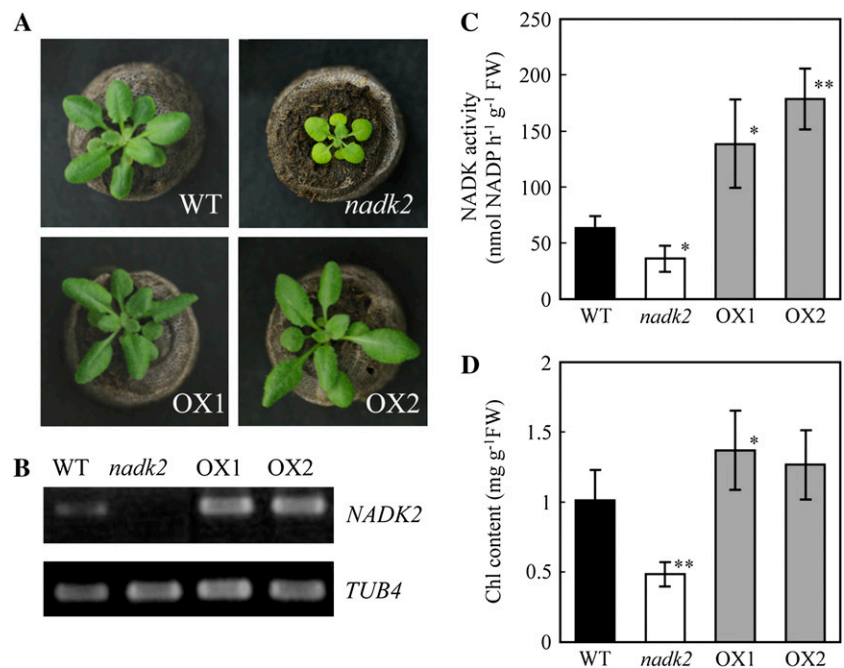 A
WT
nadk2
OX1
OX2
B
WT nadk2 OX1 OX2
NADK2
TUB4
C
NADK activity
(nmol NADP h⁻¹ g⁻¹ FW)
250
200
150
100
50
0
*
*
**
WT nadk2 OX1 OX2
D
Chl content (mg g⁻¹FW)
2
1.5
1
0.5
0
**
*
WT nadk2 OX1 OX2